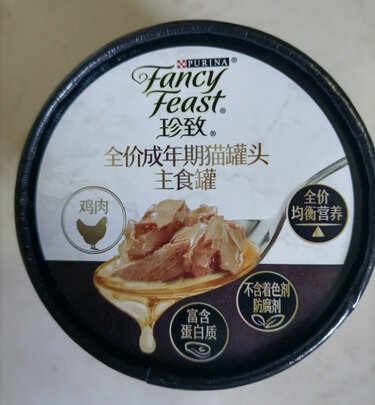 PURINA®
Fancy
Feast®
珍致®
全价成年期猫罐头
主食罐
鸡肉
全价
均衡营养
不含着色剂
防腐剂
富含
蛋白质